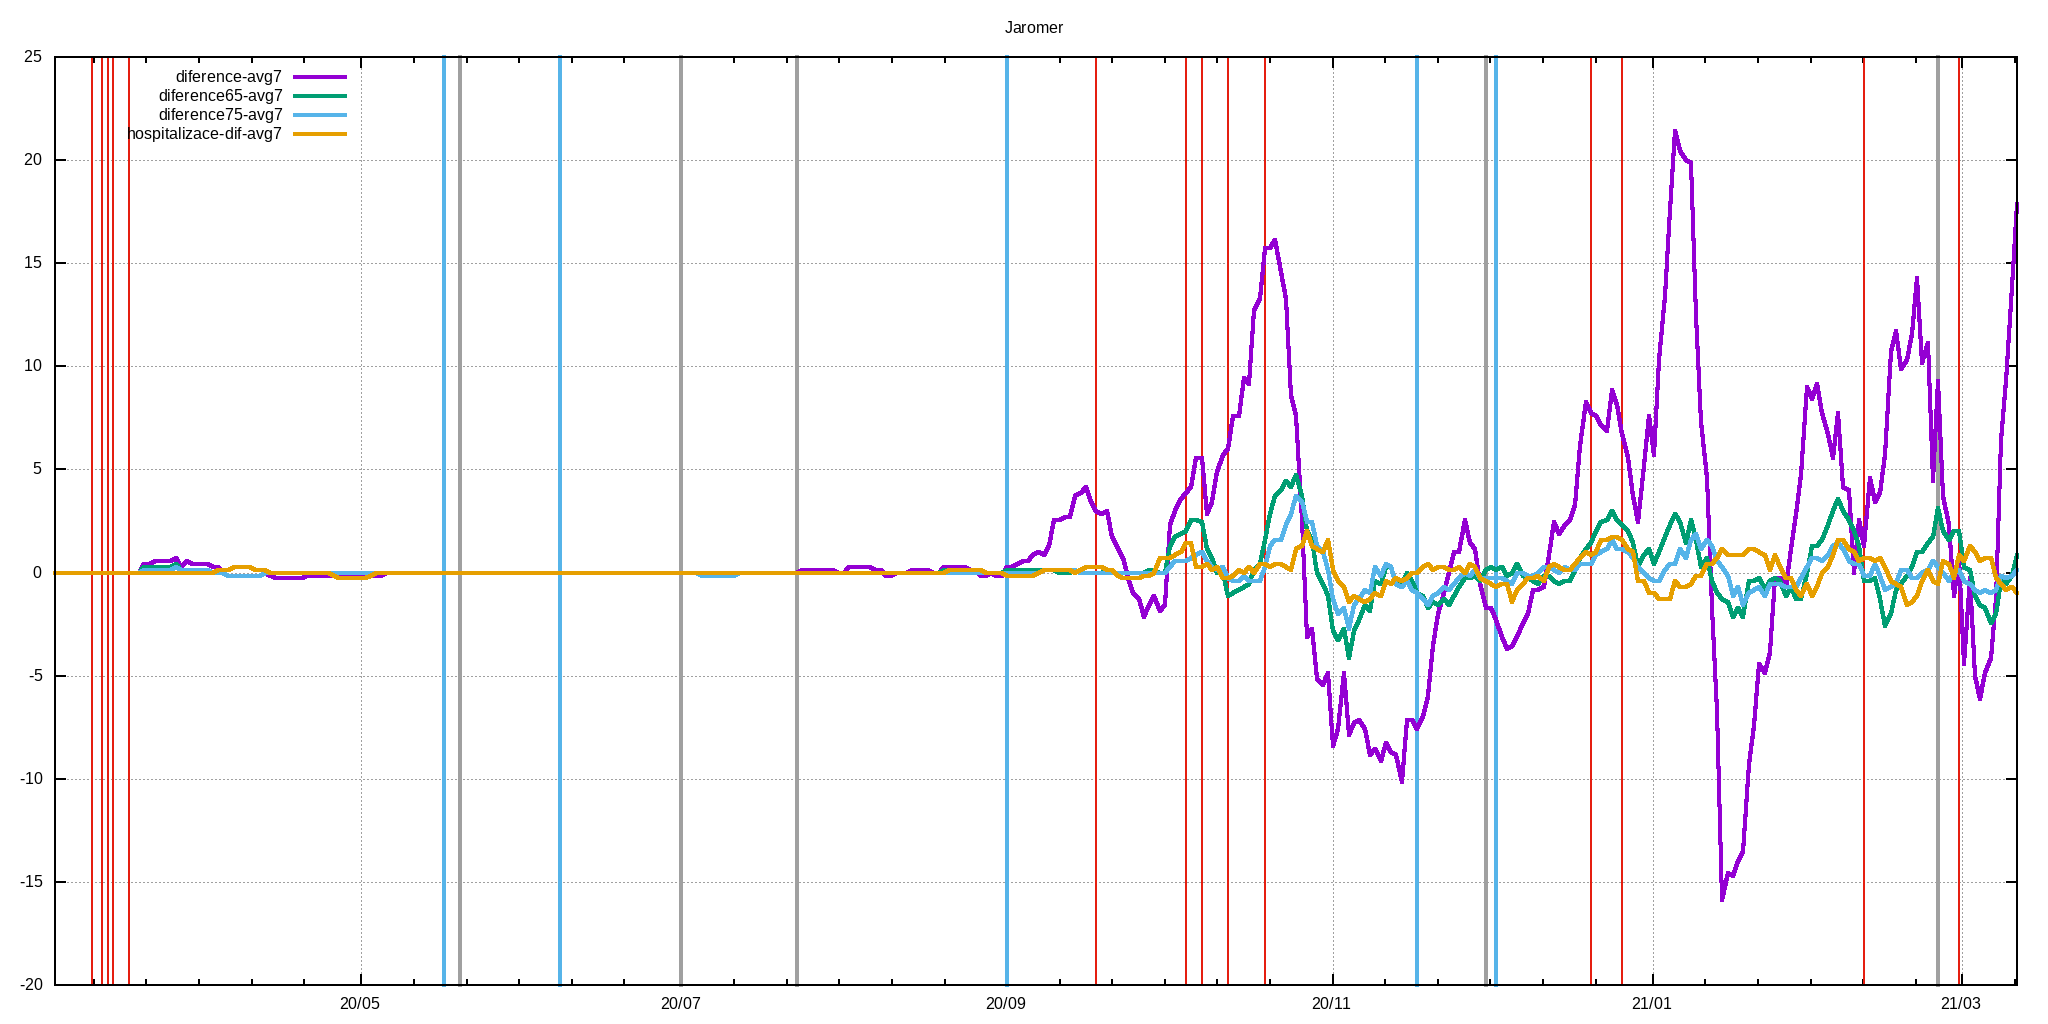 Jaromer
25
diference-avg7
diference65-avg7
diference75-avg7
hospitalizace-dif-avg7
20
15
10
5
0
-5
-10
-15
-20
20/05 20/07 20/09 20/11 21/01 21/03